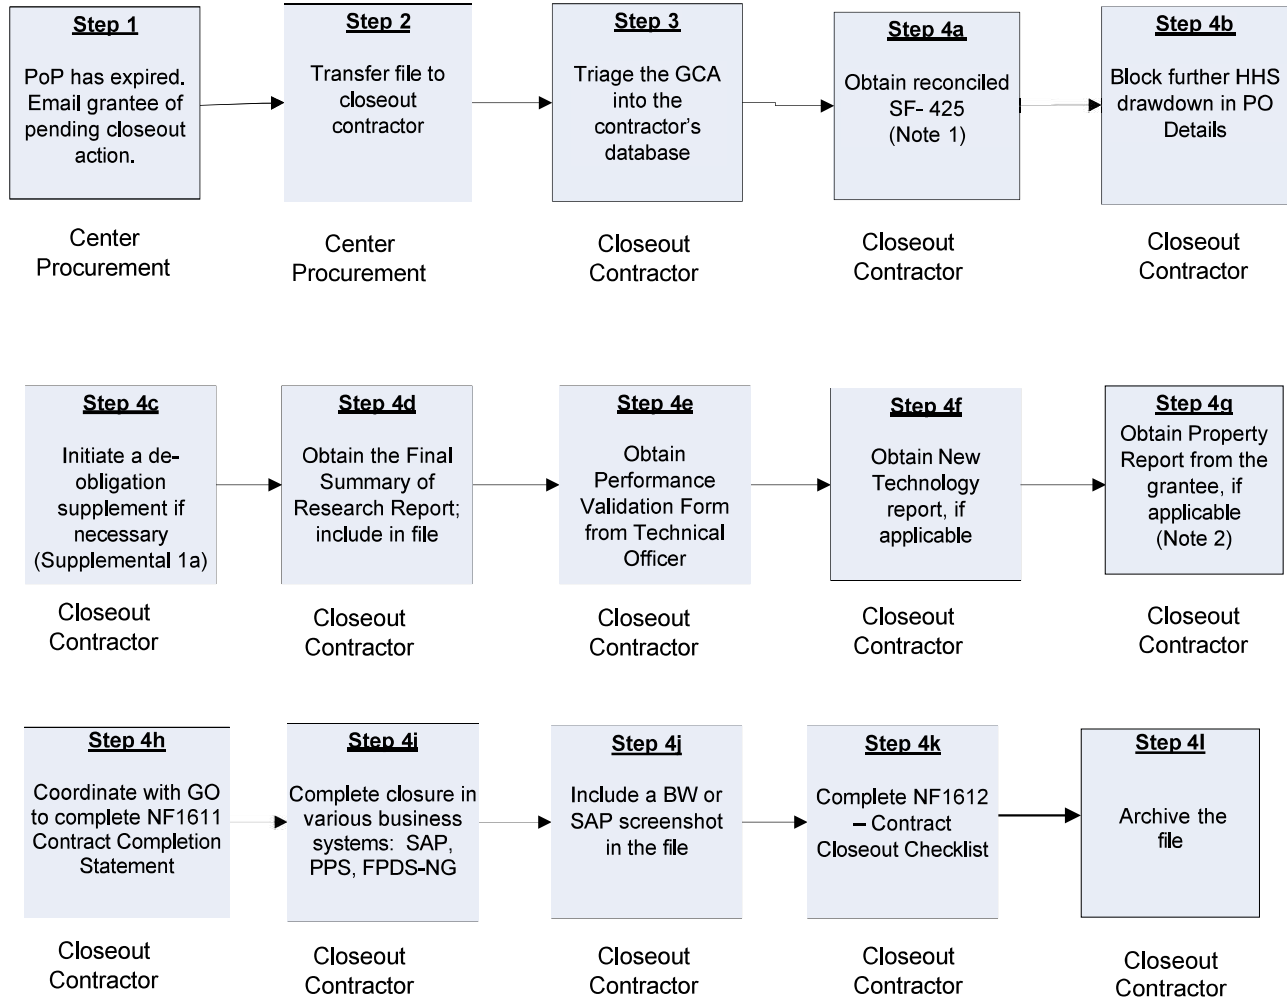 Step 1
PoP has expired.
Email grantee of
pending closeout
action.
Center
Procurement
Step 2
Transfer file to
closeout
contractor
Center
Procurement
Step 3
Triage the GCA
into the
contractor's
database
Closeout
Contractor
Step 4a
Obtain reconciled
SF- 425
(Note 1)
Closeout
Contractor
Step 4b
Block further HHS
drawdown in PO
Details
Closeout
Contractor
Step 4c
Initiate a de-
obligation
supplement if
necessary
(Supplemental 1a)
Closeout
Contractor
Step 4d
Obtain the Final
Summary of
Research Report;
include in file
Closeout
Contractor
Step 4e
Obtain
Performance
Validation Form
from Technical
Officer
Closeout
Contractor
Step 4f
Obtain New
Technology
report, if
applicable
Closeout
Contractor
Step 4g
Obtain Property
Report from the
grantee, if
applicable
(Note 2)
Closeout
Contractor
Step 4h
Coordinate with GO
to complete NF1611
Contract Completion
Statement
Closeout
Contractor
Step 4i
Complete closure in
various business
systems: SAP,
PPS, FPDS-NG
Closeout
Contractor
Step 4j
Include a BW or
SAP screenshot
in the file
Closeout
Contractor
Step 4k
Complete NF1612
– Contract
Closeout Checklist
Closeout
Contractor
Step 4l
Archive the
file
Closeout
Contractor